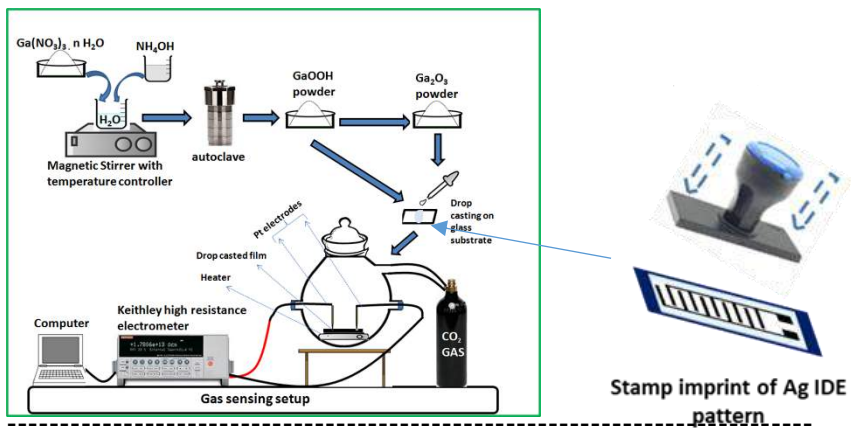 Ga(NO₃)₃ . n H₂O
NH₄OH
H₂O
Magnetic Stirrer with
temperature controller
autoclave
GaOOH
powder
Ga₂O₃
powder
Drop
casting on
glass
substrate
Pt electrodes
Drop casted film
Heater
Keithley high resistance
electrometer
Computer
CO₂
GAS
Gas sensing setup
Stamp imprint of Ag IDE
pattern